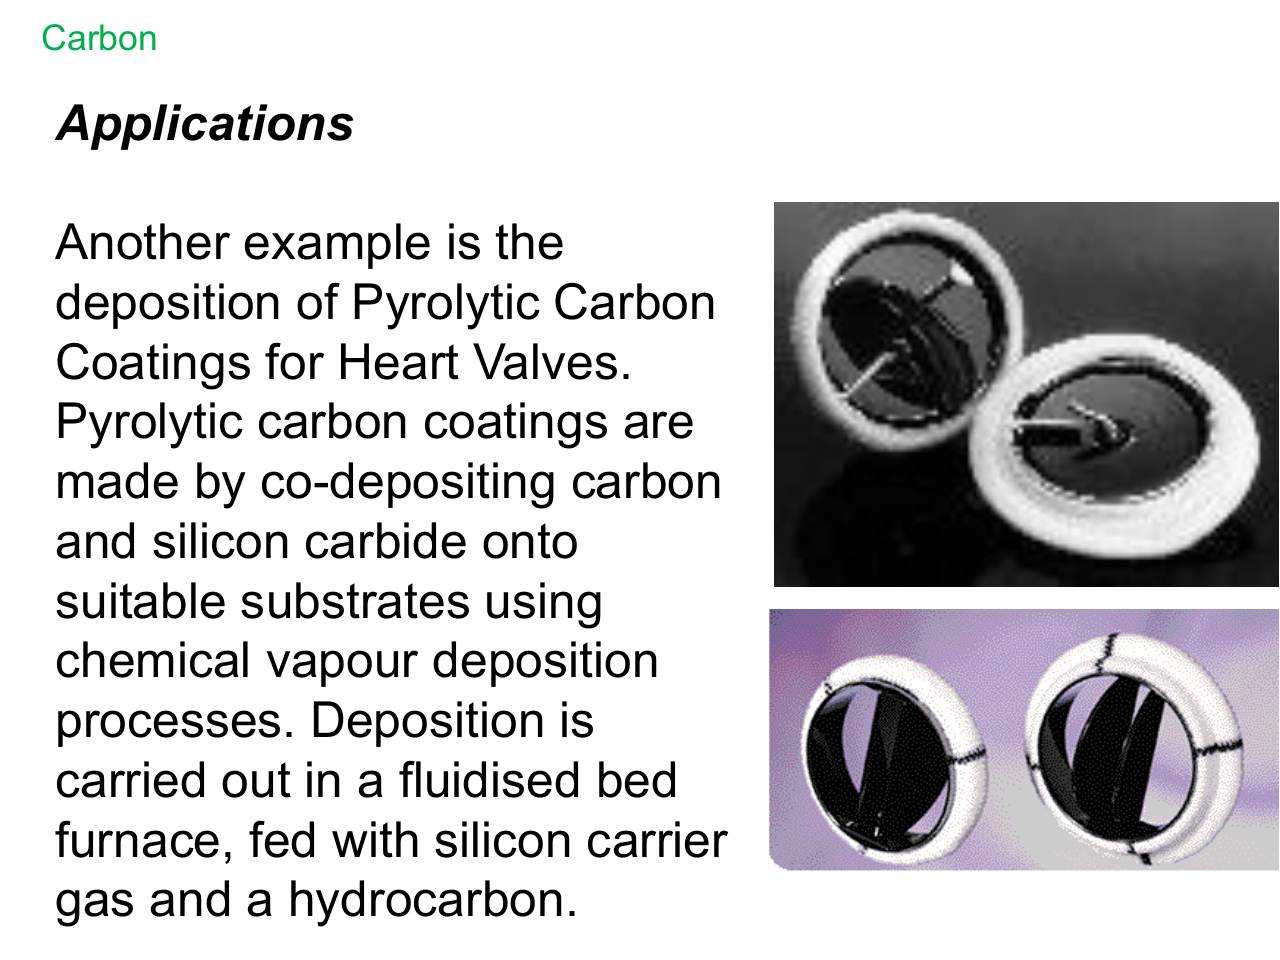 Carbon
Applications
Another example is the
deposition of Pyrolytic Carbon
Coatings for Heart Valves.
Pyrolytic carbon coatings are
made by co-depositing carbon
and silicon carbide onto
suitable substrates using
chemical vapour deposition
processes. Deposition is
carried out in a fluidised bed
furnace, fed with silicon carrier
gas and a hydrocarbon.